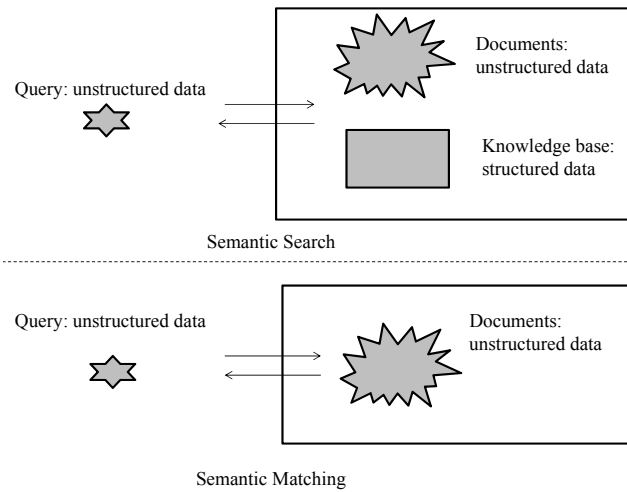 Documents:
unstructured data
Query: unstructured data
Knowledge base:
structured data
Semantic Search
Query: unstructured data
Documents:
unstructured data
Semantic Matching